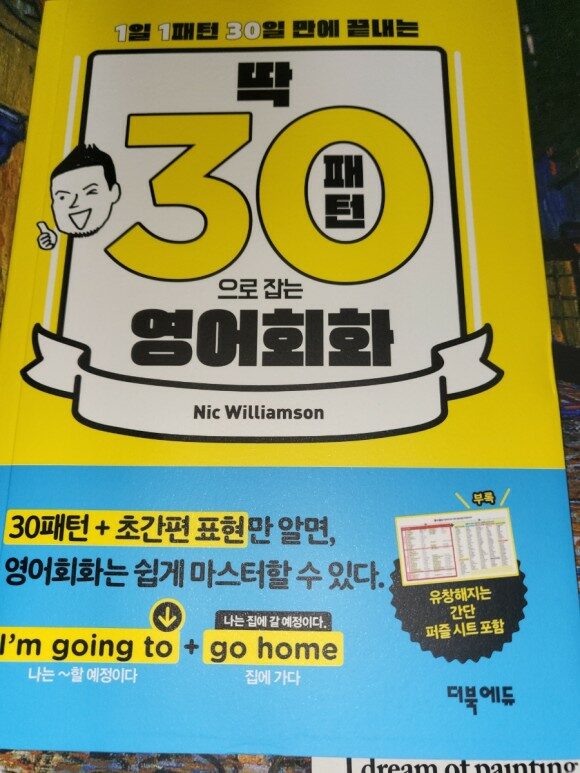 1일 1패턴 30일 만에 끝내는
딱
30
패턴
으로 잡는
영어회화
Nic Williamson
30패턴 + 초간편 표현만 알면,
영어회화는 쉽게 마스터할 수 있다.
부록
유창해지는
간단
퍼즐 시트 포함
나는 집에 갈 예정이다.
I'm going to + go home
나는 ~할 예정이다 집에 가다
더북에듀
I dream of painting